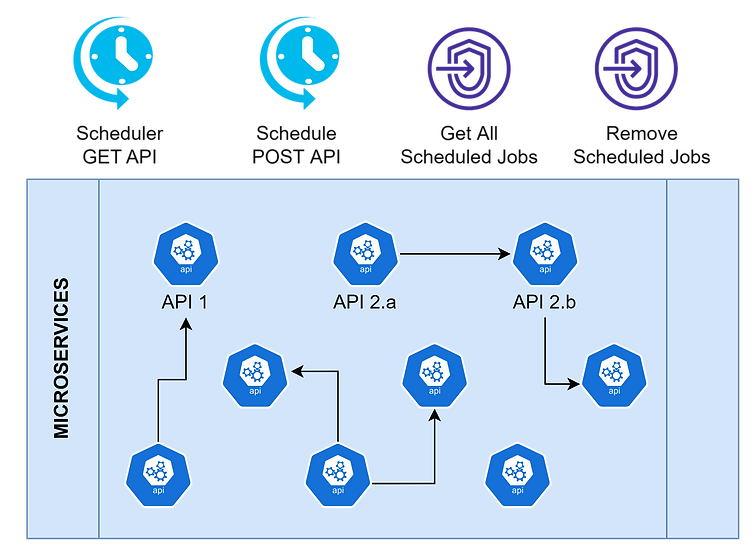 Scheduler
GET API
Schedule
POST API
Get All
Scheduled Jobs
Remove
Scheduled Jobs
MICROSERVICES
api
API 1
api
API 2.a
api
API 2.b
api
api
api
api
api
api